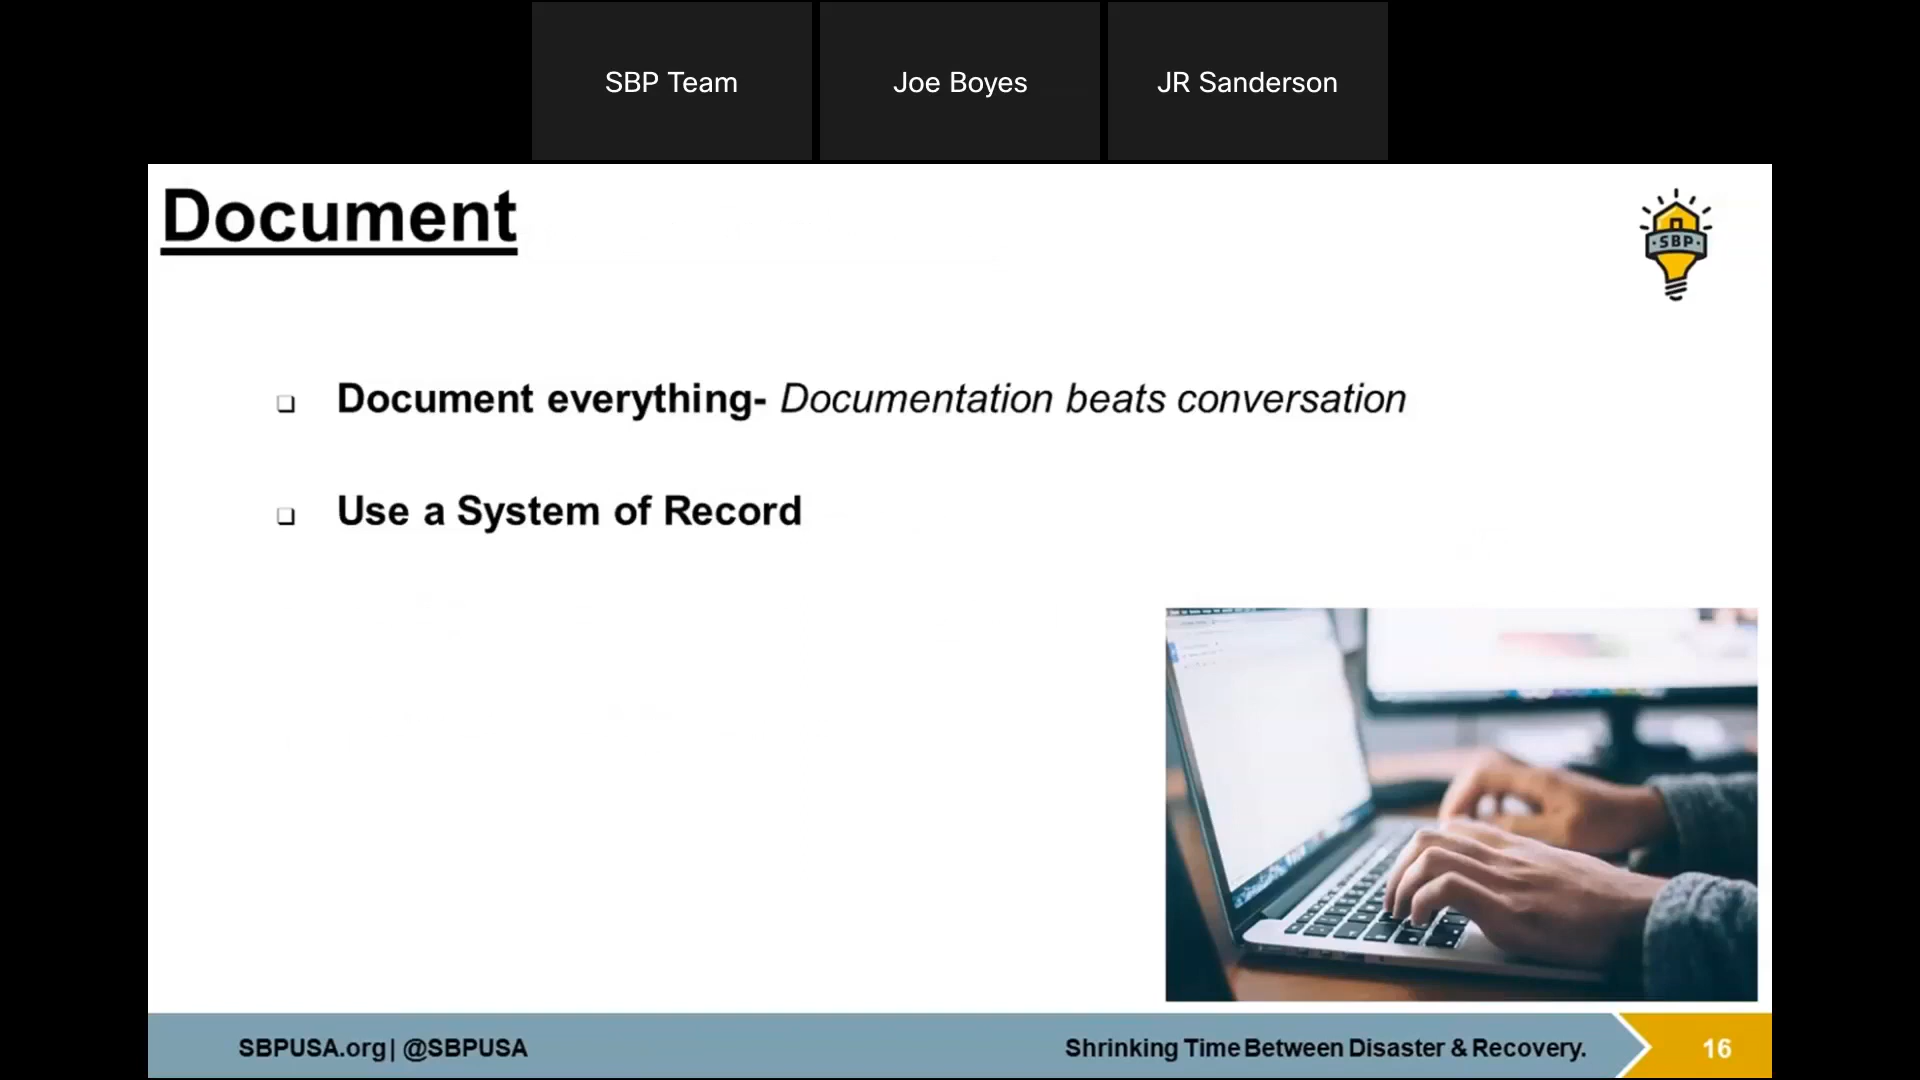 SBP Team
Joe Boyes
JR Sanderson
Document
SBP
Document everything- Documentation beats conversation
Use a System of Record
SBPUSA.org| @SBPUSA
Shrinking Time Between Disaster & Recovery.
16